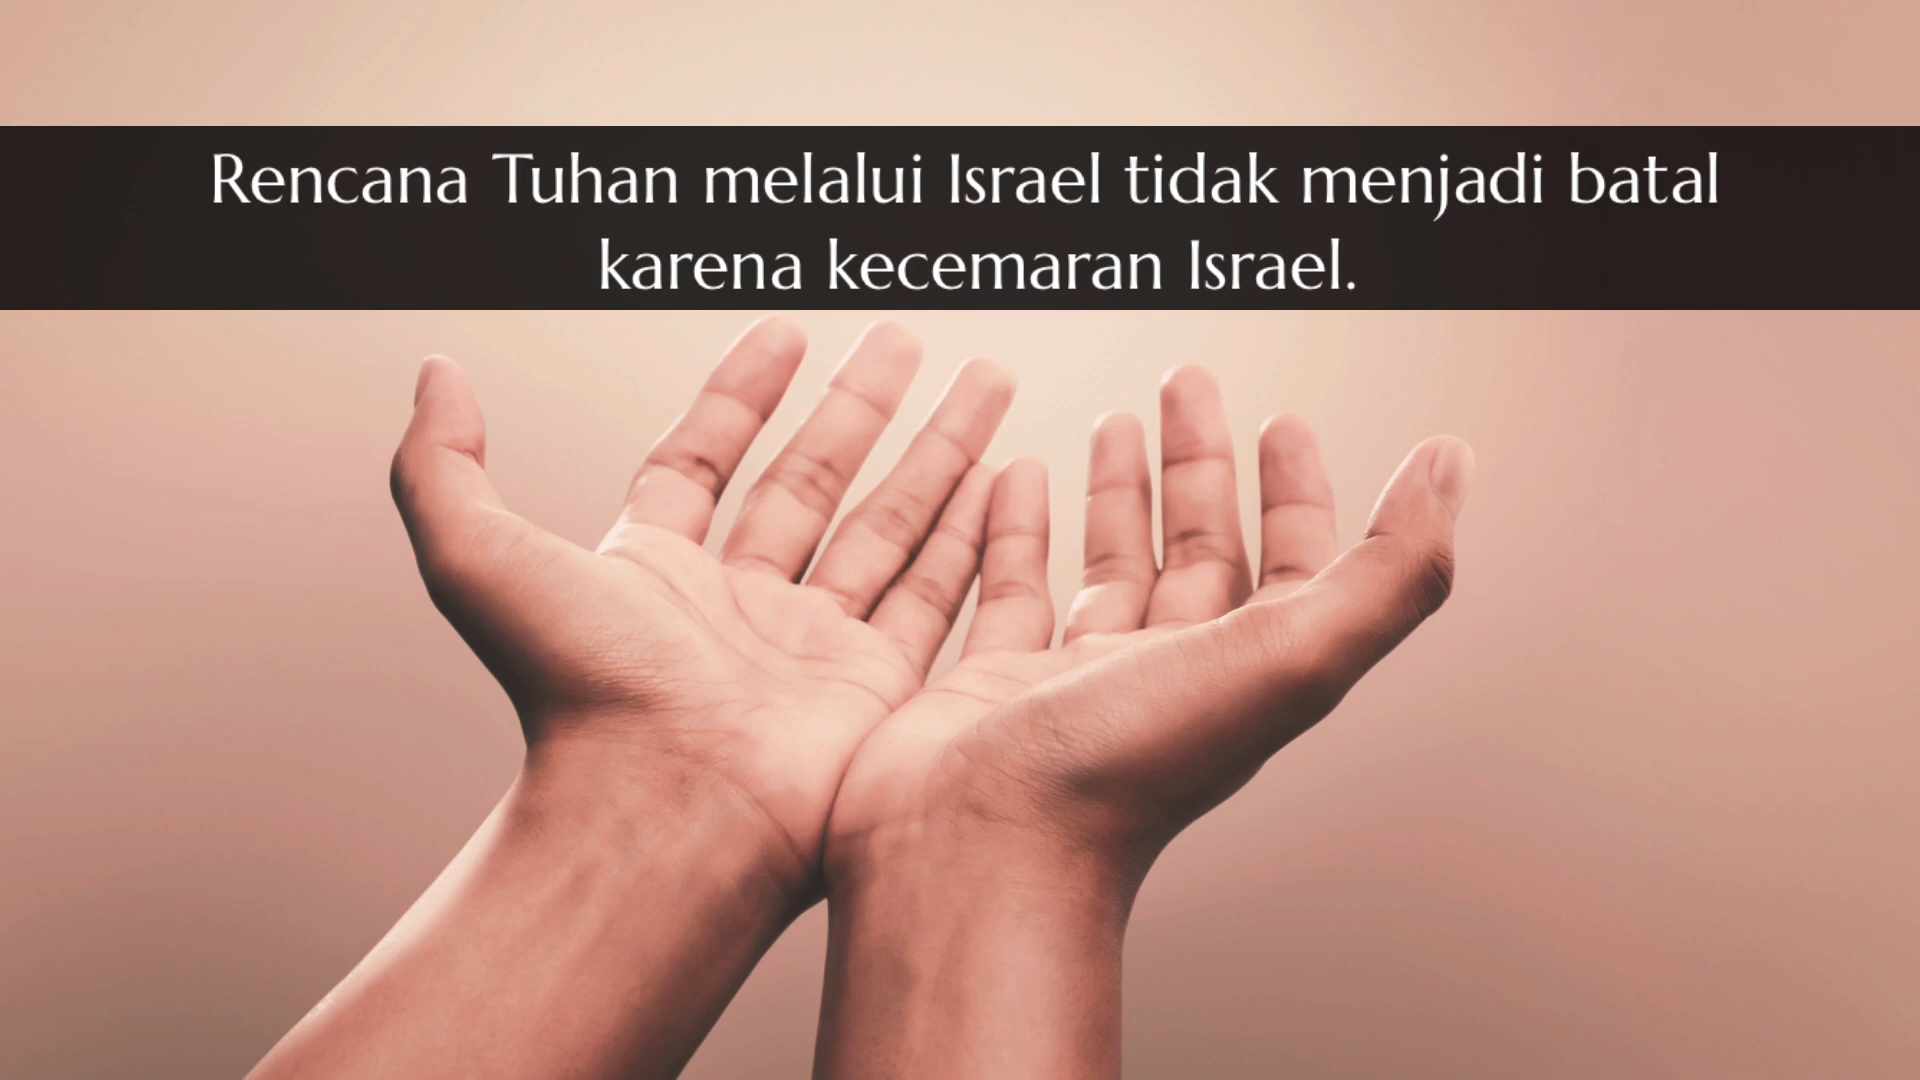 Rencana Tuhan melalui Israel tidak menjadi batal
karena kecemaran Israel.